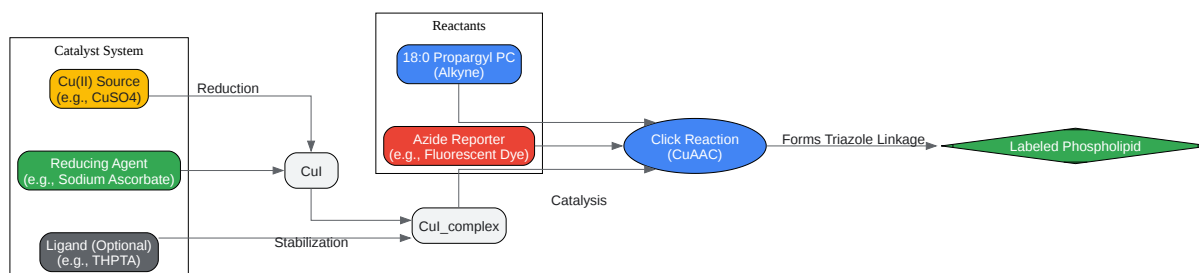 Catalyst System
Cu(II) Source
(e.g., CuSO4)
Reduction
Reducing Agent
(e.g., Sodium Ascorbate)
CuI
Ligand (Optional)
(e.g., THPTA)
Stabilization
CuI_complex
Reactants
18:0 Propargyl PC
(Alkyne)
Azide Reporter
(e.g., Fluorescent Dye)
Catalysis
Click Reaction
(CuAAC)
Forms Triazole Linkage
Labeled Phospholipid